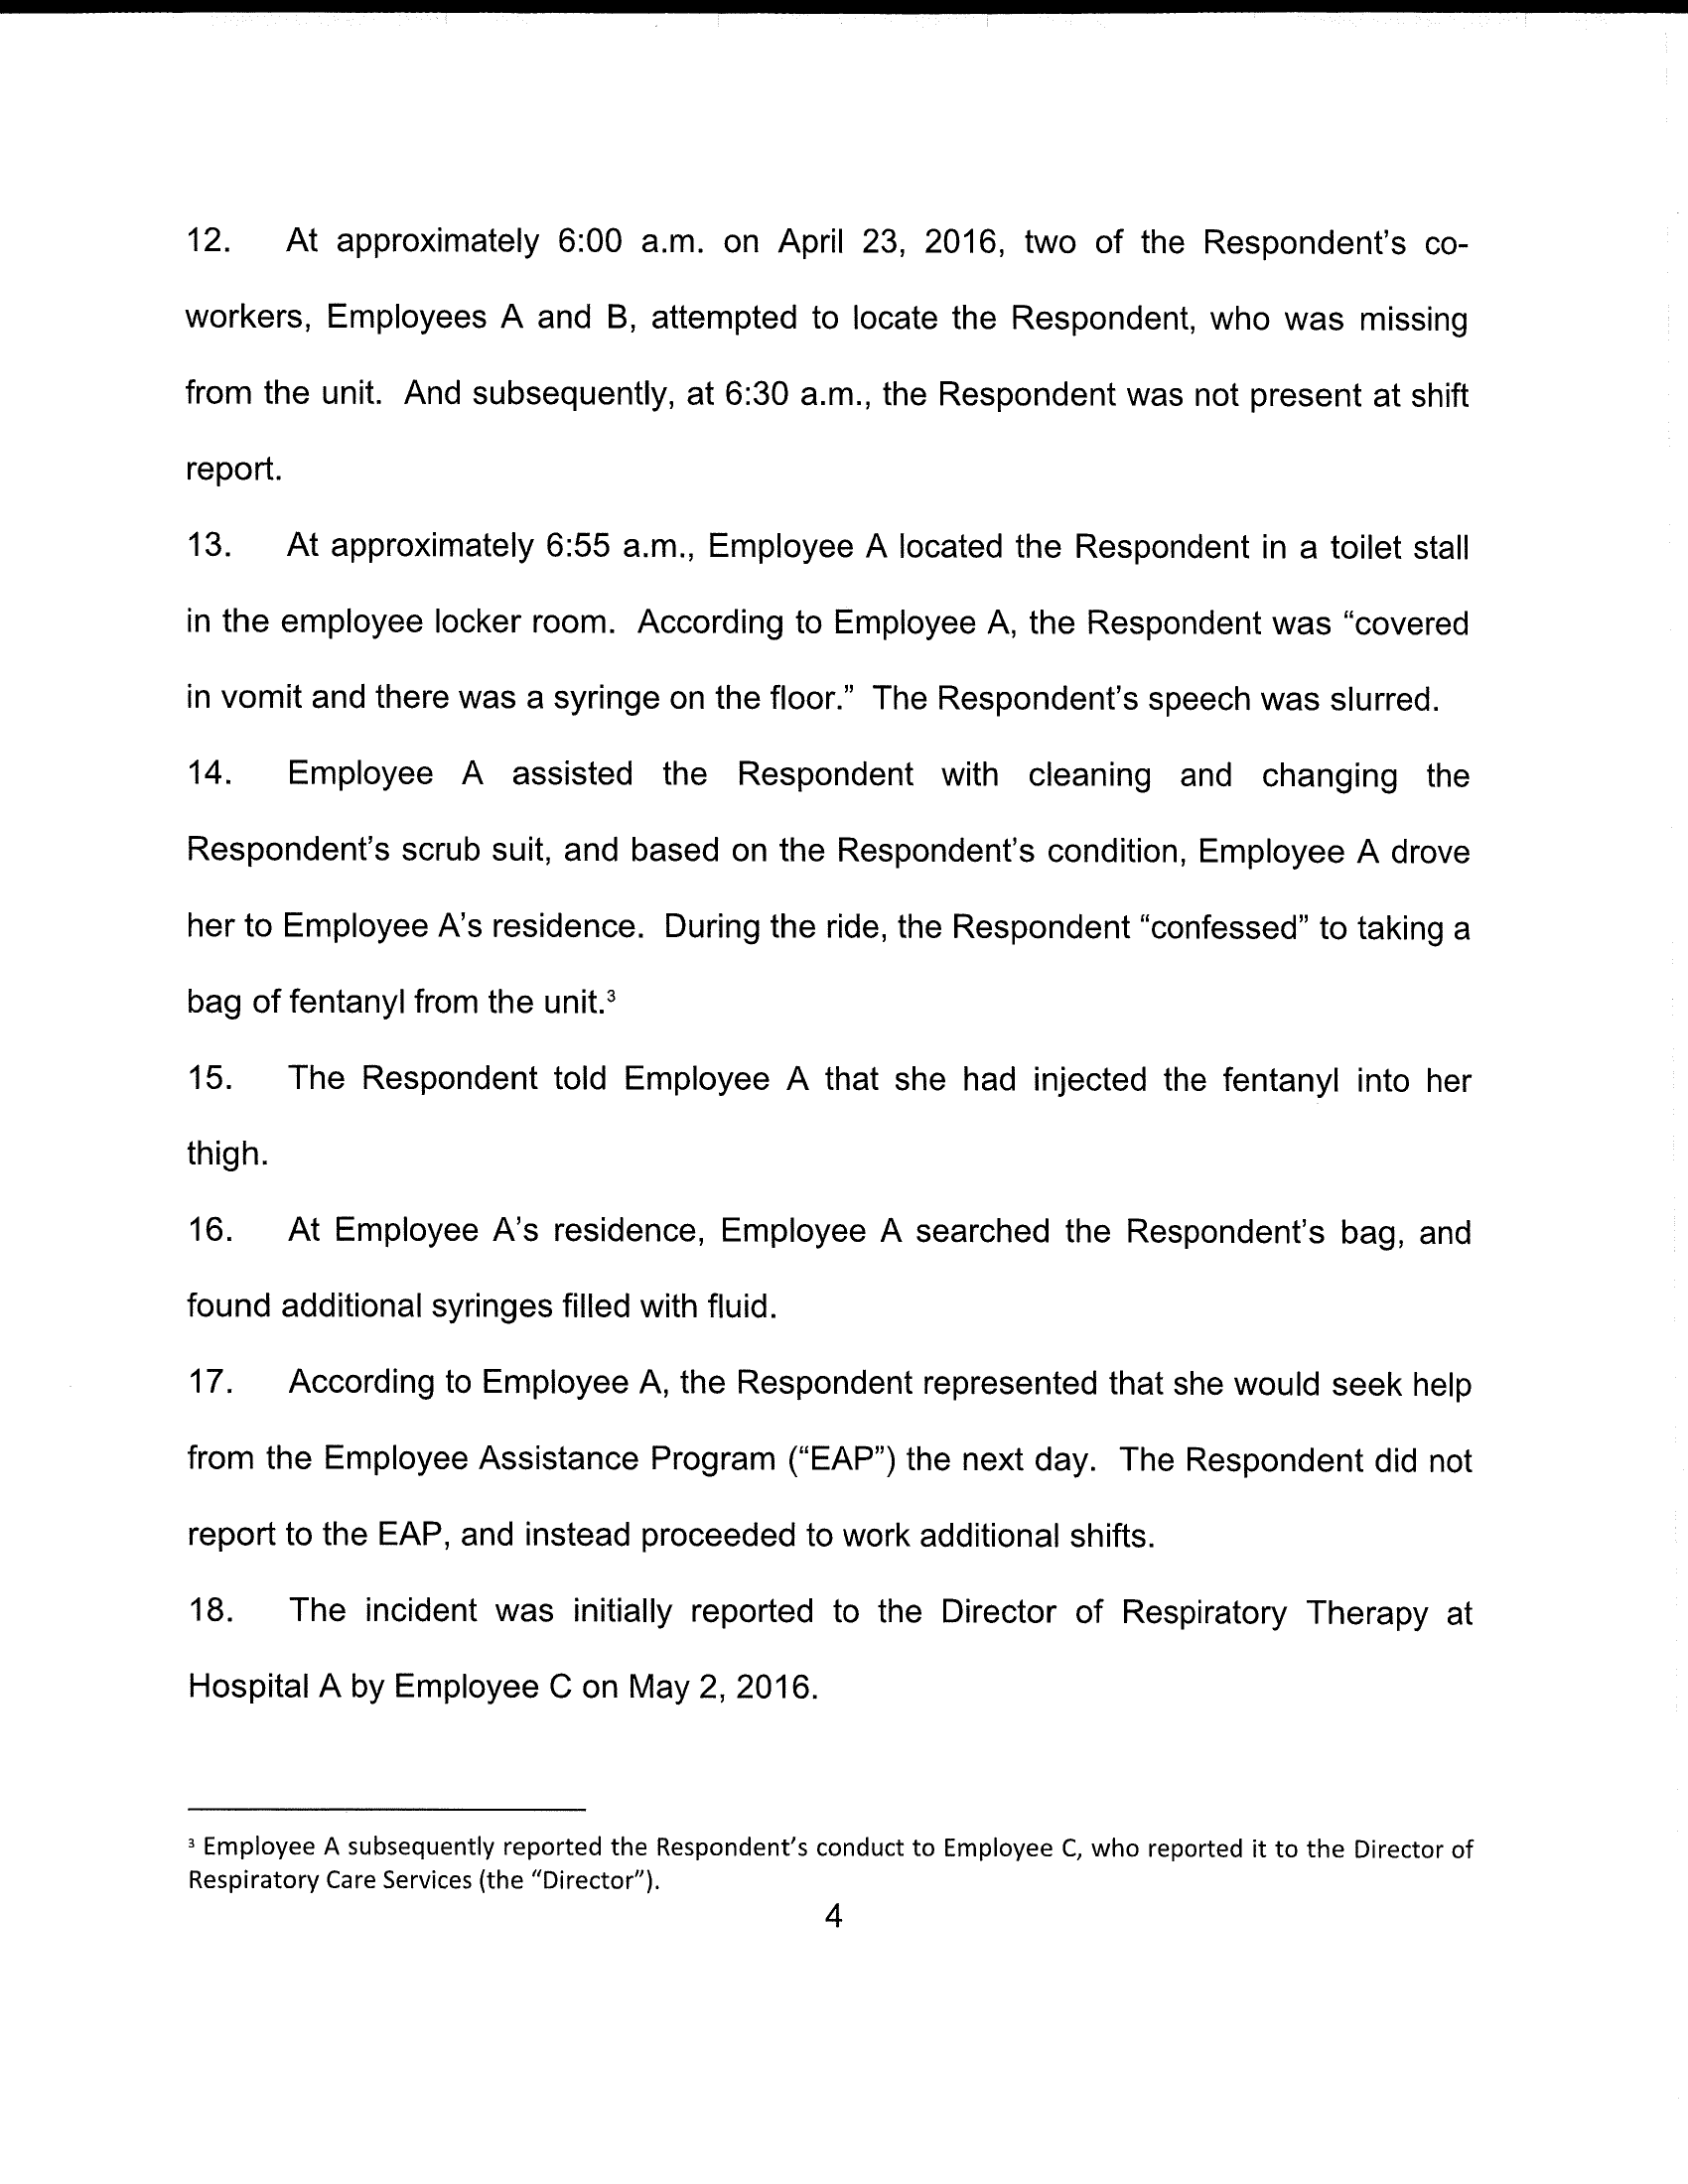 12. At approximately 6:00 a.m. on April 23, 2016, two of the Respondent's co-
workers, Employees A and B, attempted to locate the Respondent, who was missing
from the unit. And subsequently, at 6:30 a.m., the Respondent was not present at shift
report.
13. At approximately 6:55 a.m., Employee A located the Respondent in a toilet stall
in the employee locker room. According to Employee A, the Respondent was “covered
in vomit and there was a syringe on the floor.” The Respondent's speech was slurred.
14. Employee A assisted the Respondent with cleaning and changing the
Respondent's scrub suit, and based on the Respondent's condition, Employee A drove
her to Employee A's residence. During the ride, the Respondent “confessed” to taking a
bag of fentanyl from the unit.³
15. The Respondent told Employee A that she had injected the fentanyl into her
thigh.
16. At Employee A's residence, Employee A searched the Respondent's bag, and
found additional syringes filled with fluid.
17. According to Employee A, the Respondent represented that she would seek help
from the Employee Assistance Program (“EAP”) the next day. The Respondent did not
report to the EAP, and instead proceeded to work additional shifts.
18. The incident was initially reported to the Director of Respiratory Therapy at
Hospital A by Employee C on May 2, 2016.
³ Employee A subsequently reported the Respondent's conduct to Employee C, who reported it to the Director of
Respiratory Care Services (the “Director”).
4